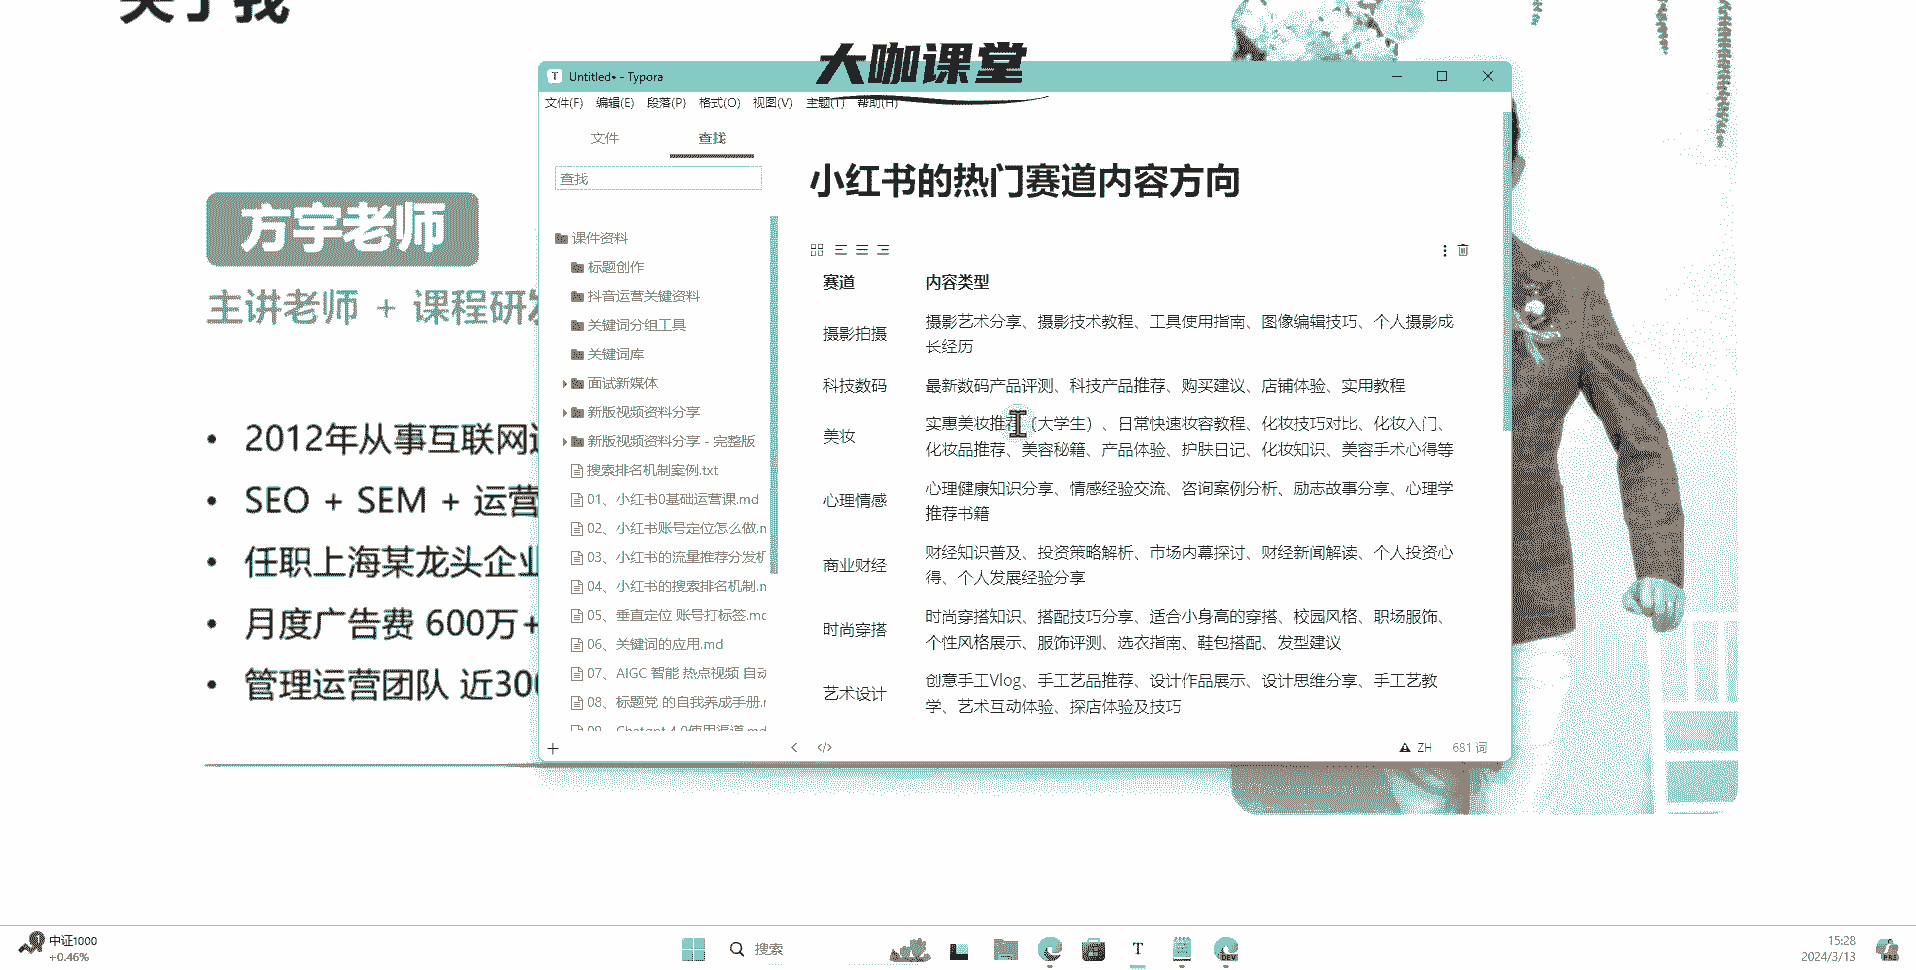 关于我
大咖课堂
Untitled• - Typora
文件(F) 编辑(E) 段落(P) 格式(O) 视图(V) 主题(T) 帮助(H)
文件 查找
查找
课件资料
标题创作
抖音运营关键资料
关键词分组工具
关键词库
面试新媒体
新版视频资料分享
新版视频资料分享 - 完整版
搜索排名机制案例.txt
01、小红书0基础运营课.md
02、小红书账号定位怎么做.m
03、小红书的流量推荐分发机
04、小红书的搜索排名机制.m
05、垂直定位 账号打标签.mc
06、关键词的应用.md
07、AIGC 智能 热点视频 自动
08、标题党 的自我养成手册.r
09、Chatgpt 4.0使用渠道.md
小红书的热门赛道内容方向
赛道 内容类型
摄影拍摄 摄影艺术分享、摄影技术教程、工具使用指南、图像编辑技巧、个人摄影成
长经历
科技数码 最新数码产品评测、科技产品推荐、购买建议、店铺体验、实用教程
美妆 实惠美妆推荐（大学生）、日常快速妆容教程、化妆技巧对比、化妆入门、
化妆品推荐、美容秘籍、产品体验、护肤日记、化妆知识、美容手术心得等
心理情感 心理健康知识分享、情感经验交流、咨询案例分析、励志故事分享、心理学
推荐书籍
商业财经 财经知识普及、投资策略解析、市场内幕探讨、财经新闻解读、个人投资心
得、个人发展经验分享
时尚穿搭 时尚穿搭知识、搭配技巧分享、适合小身高的穿搭、校园风格、职场服饰、
个性风格展示、服饰评测、选衣指南、鞋包搭配、发型建议
艺术设计 创意手工Vlog、手工艺品推荐、设计作品展示、设计思维分享、手工艺教
学、艺术互动体验、探店体验及技巧
ZH 681 词
方宇老师
主讲老师 + 课程研发
• 2012年从事互联网运
• SEO + SEM + 运营
• 任职上海某龙头企业
• 月度广告费 600万+
• 管理运营团队 近300
中证1000
+0.46%
搜索
T
DEV
15:28
2024/3/13
PRE